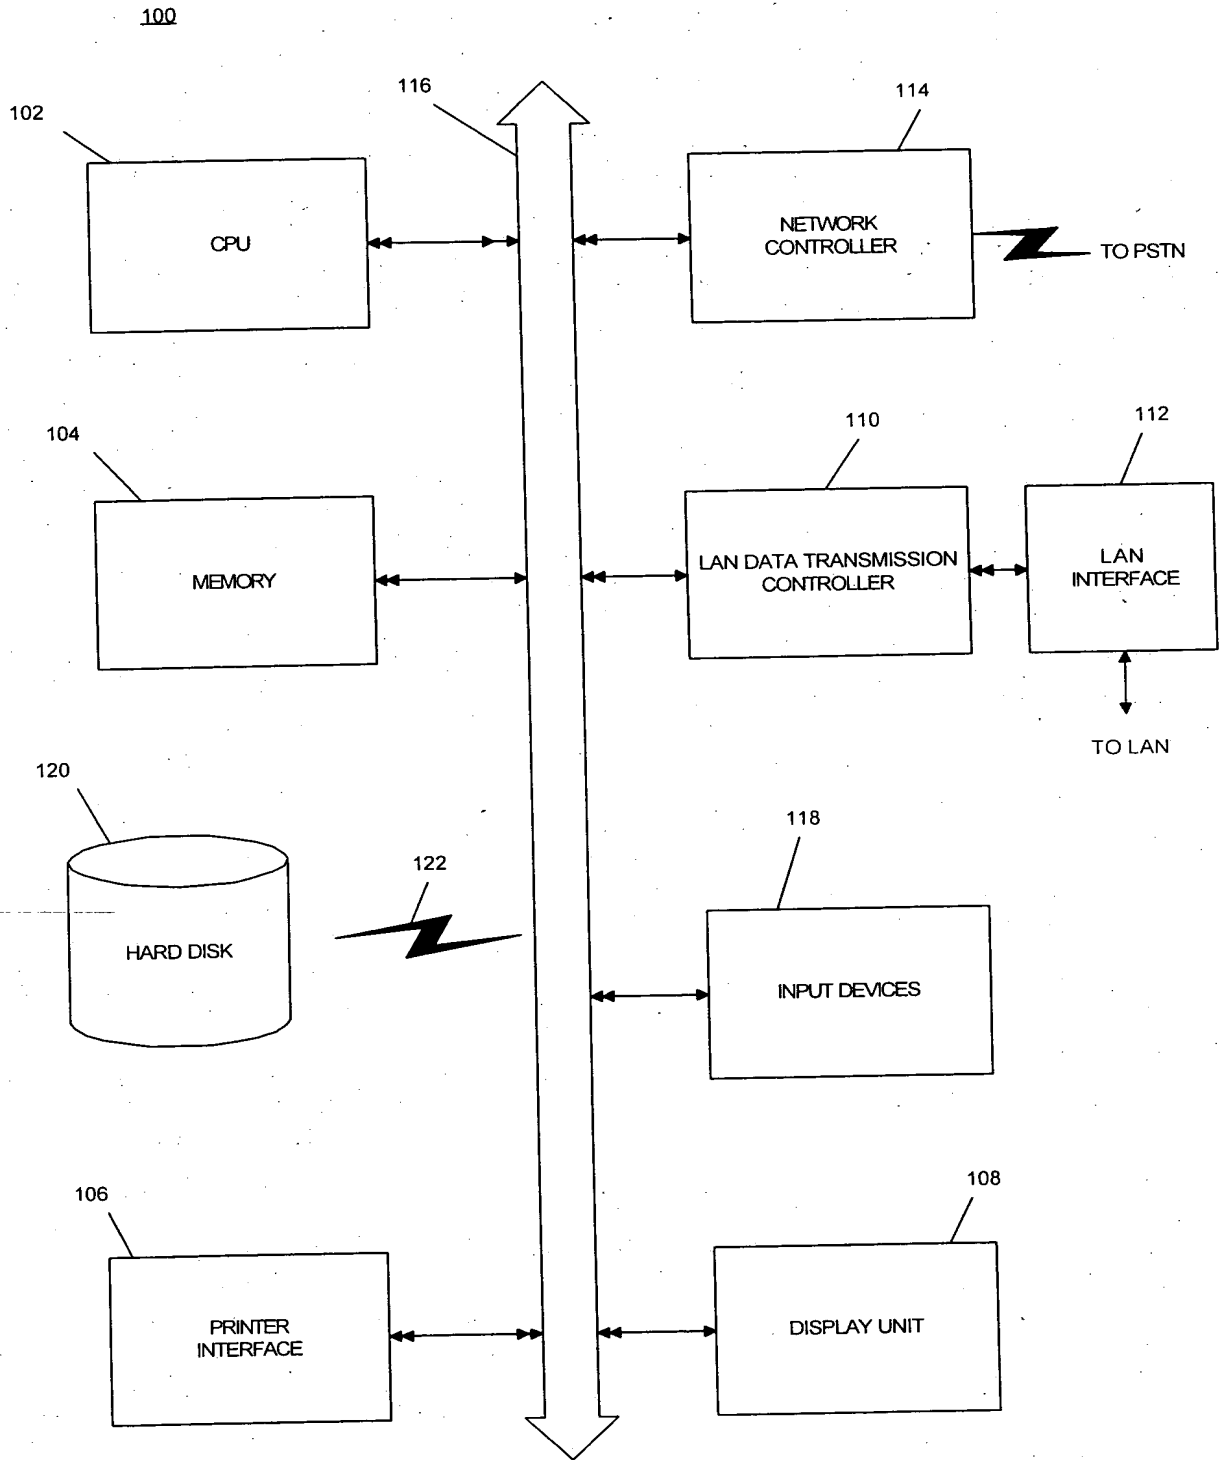 100
116
114
102
CPU
NETWORK
CONTROLLER
TO PSTN
104
110
112
MEMORY
LAN DATA TRANSMISSION
CONTROLLER
LAN
INTERFACE
TO LAN
120
118
122
HARD DISK
INPUT DEVICES
106
108
PRINTER
INTERFACE
DISPLAY UNIT